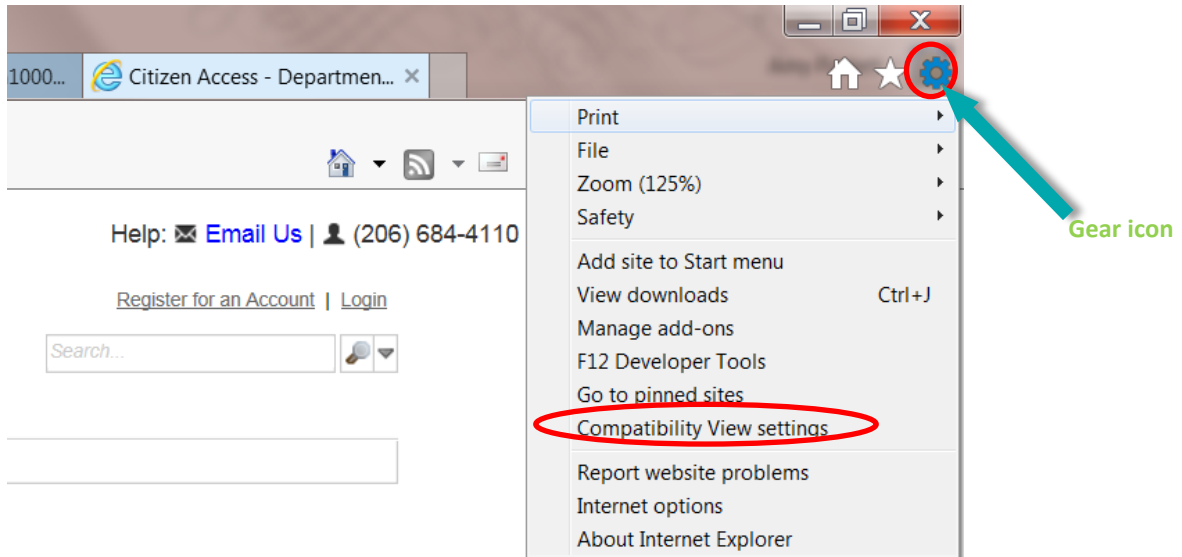 1000...
Citizen Access - Departmen...
Print
File
Zoom (125%)
Safety
Gear icon
Help: Email Us | (206) 684-4110
Add site to Start menu
View downloads Ctrl+J
Register for an Account | Login
Manage add-ons
Search...
F12 Developer Tools
Go to pinned sites
Compatibility View settings
Report website problems
Internet options
About Internet Explorer